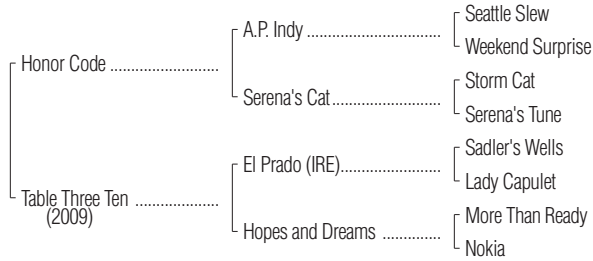 Seattle Slew
A.P. Indy ..............................
Weekend Surprise
Honor Code ........................
Storm Cat
Serena's Cat........................
Serena's Tune
Sadler's Wells
El Prado (IRE)......................
Lady Capulet
Table Three Ten ..................
(2009)
More Than Ready
Hopes and Dreams .............
Nokia